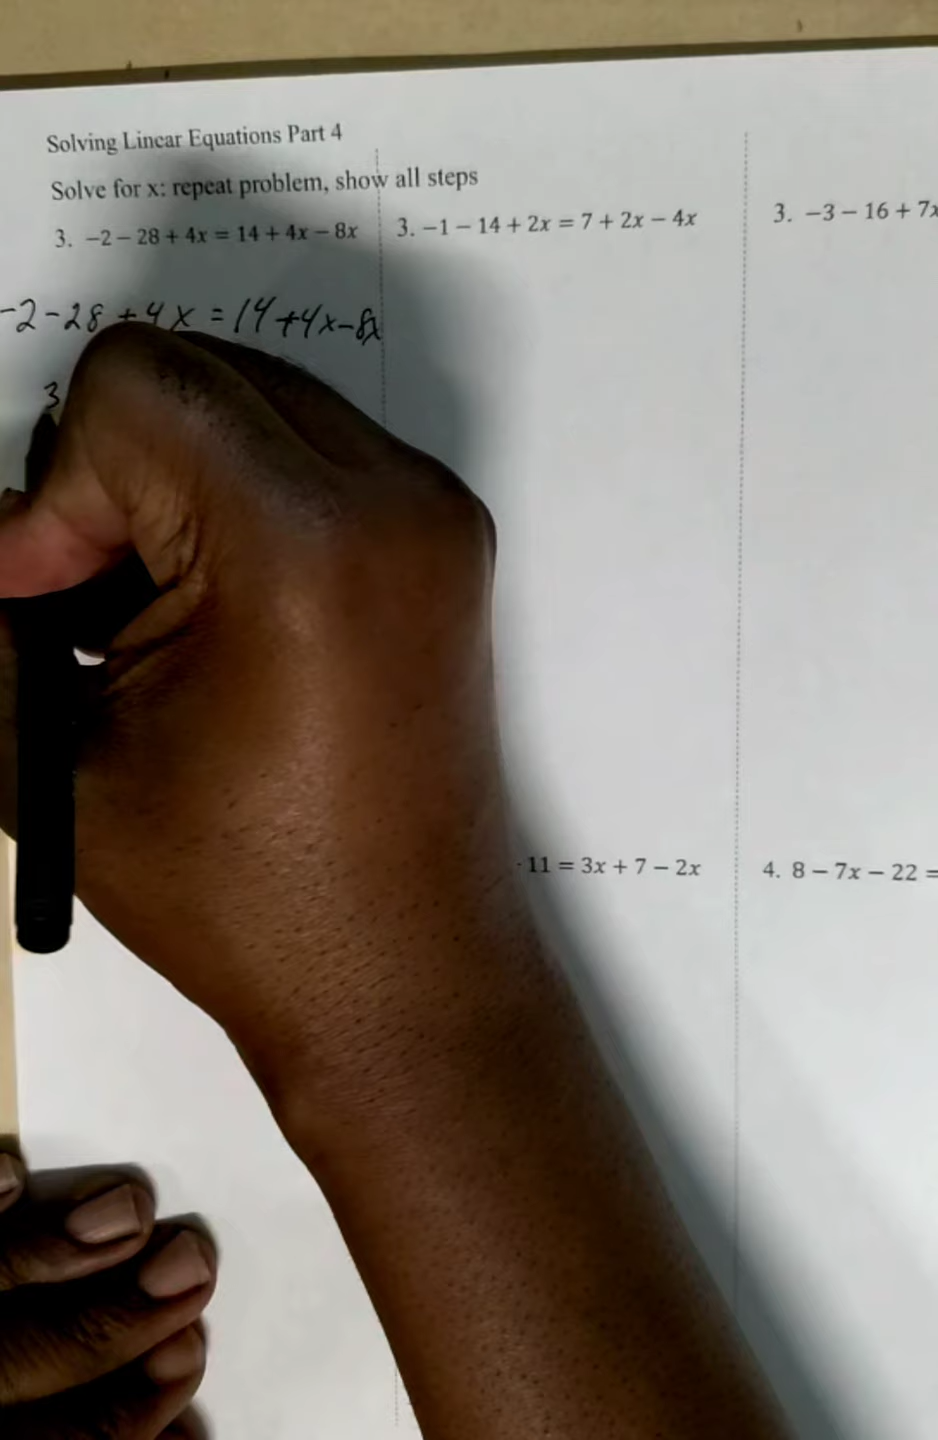 Solving Linear Equations Part 4
Solve for x: repeat problem, show all steps
3. −2 − 28 + 4x = 14 + 4x − 8x
3. −1 − 14 + 2x = 7 + 2x − 4x
3. −3 − 16 + 7x
-2-28 +4x = 14+4x-8x
3
11 = 3x + 7 − 2x
4. 8 − 7x − 22 =